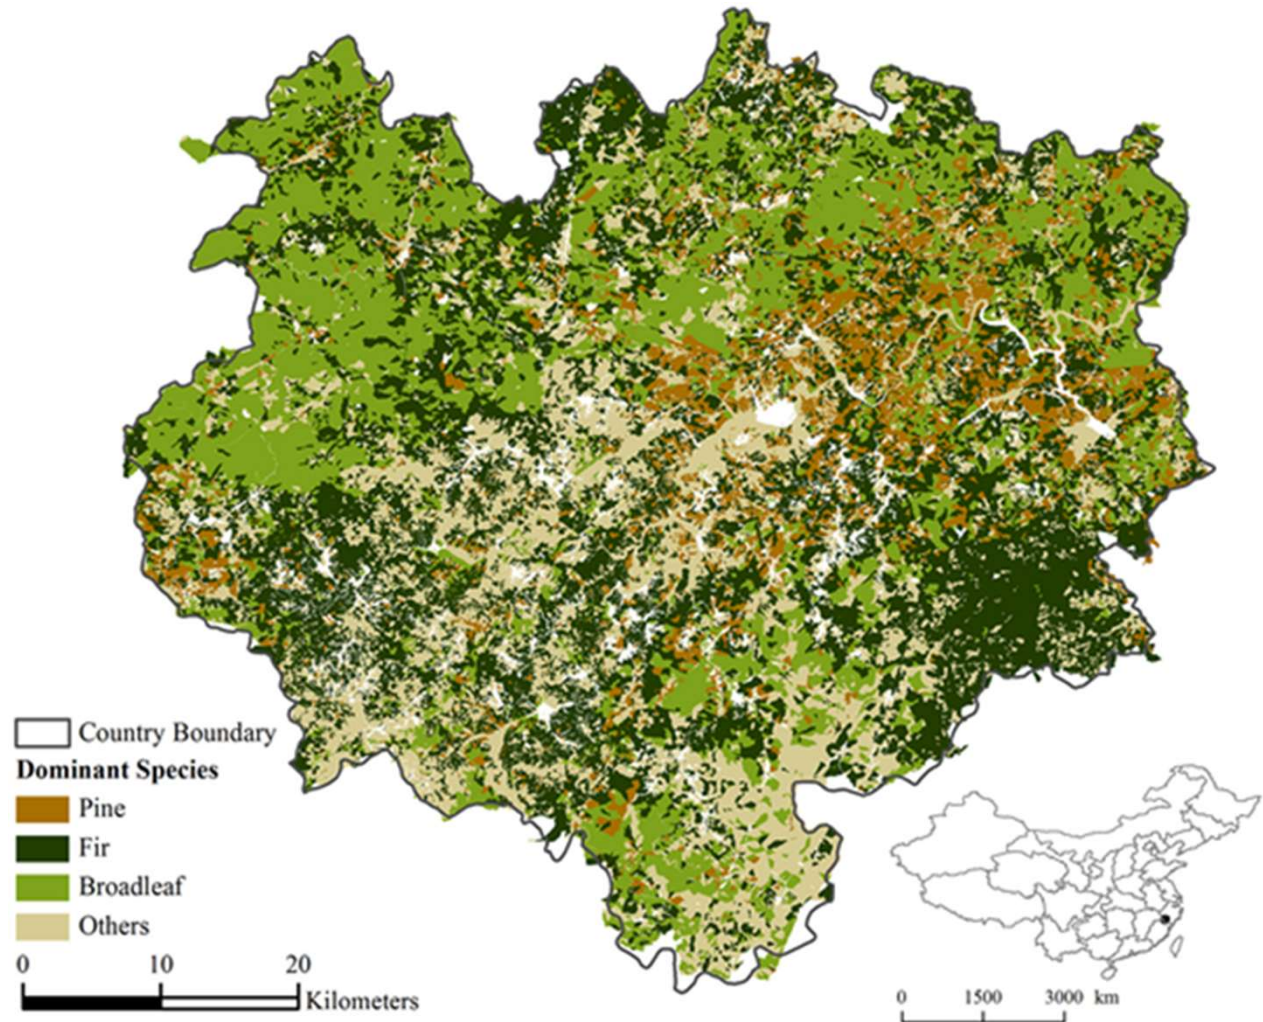 Country Boundary
Dominant Species
Pine
Fir
Broadleaf
Others
0 10 20
Kilometers
0 1500 3000 km